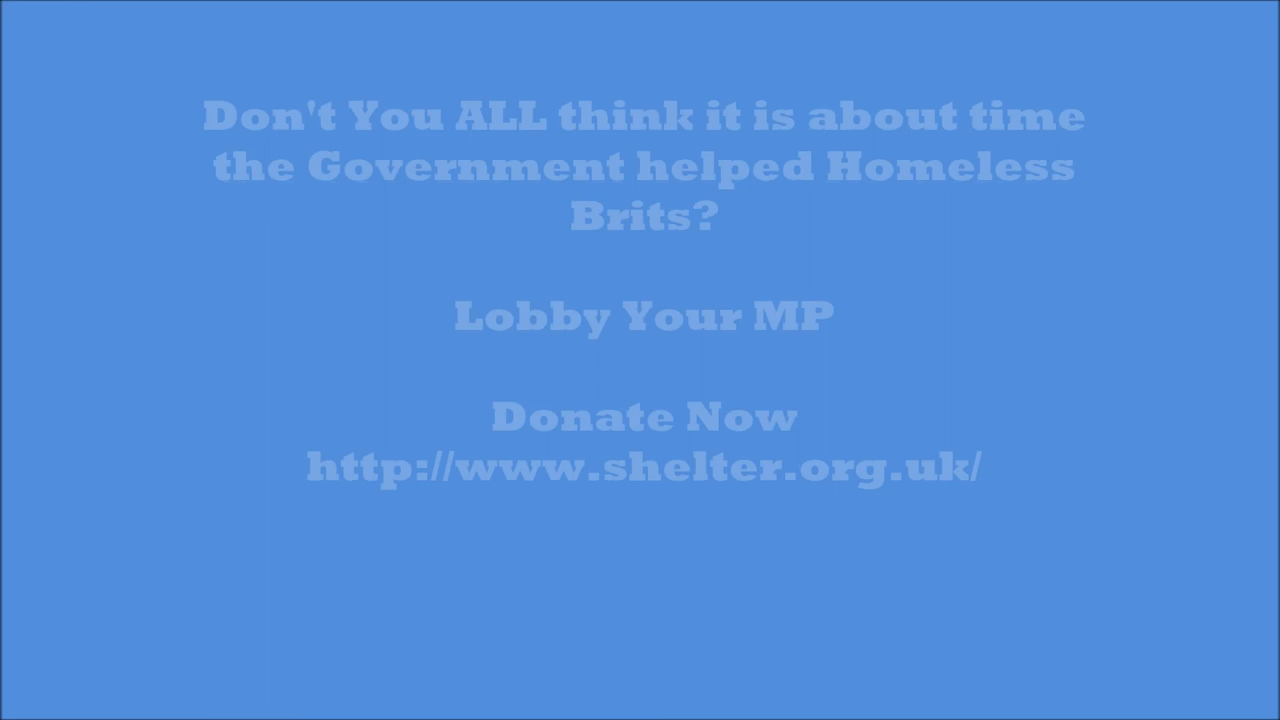 Don't You ALL think it is about time
the Government helped Homeless
Brits?
Lobby Your MP
Donate Now
http://www.shelter.org.uk/